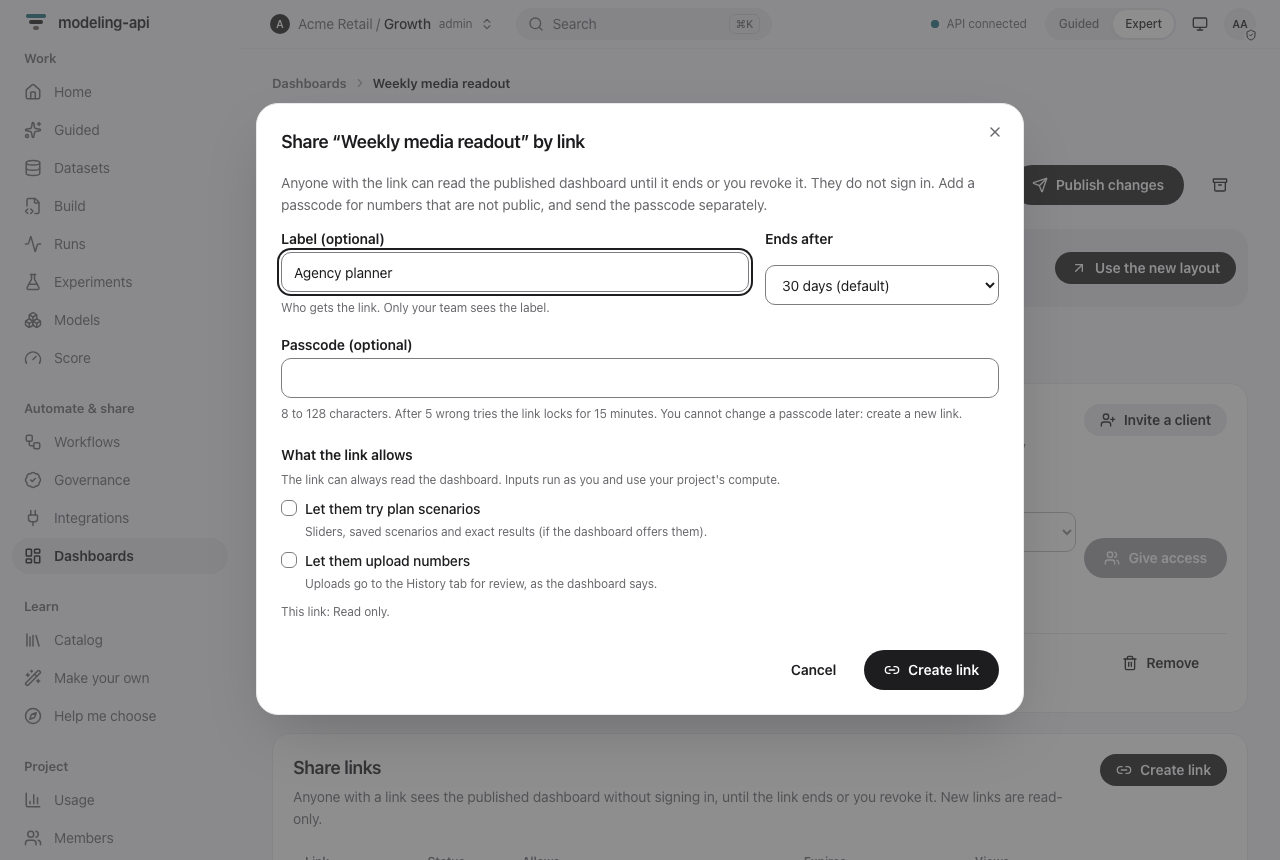 modeling-api
A
Acme Retail / Growth admin
Search
⌘K
API connected
Guided
Expert
AA
Work
Home
Guided
Datasets
Build
Runs
Experiments
Models
Score
Automate & share
Workflows
Governance
Integrations
Dashboards
Learn
Catalog
Make your own
Help me choose
Project
Usage
Members
Dashboards > Weekly media readout
Publish changes
Use the new layout
Invite a client
Give access
Remove
Share “Weekly media readout” by link
Anyone with the link can read the published dashboard until it ends or you revoke it. They do not sign in. Add a
passcode for numbers that are not public, and send the passcode separately.
Label (optional)
Agency planner
Who gets the link. Only your team sees the label.
Ends after
30 days (default)
Passcode (optional)
8 to 128 characters. After 5 wrong tries the link locks for 15 minutes. You cannot change a passcode later: create a new link.
What the link allows
The link can always read the dashboard. Inputs run as you and use your project's compute.
Let them try plan scenarios
Sliders, saved scenarios and exact results (if the dashboard offers them).
Let them upload numbers
Uploads go to the History tab for review, as the dashboard says.
This link: Read only.
Cancel
Create link
Share links
Create link
Anyone with a link sees the published dashboard without signing in, until the link ends or you revoke it. New links are read-
only.